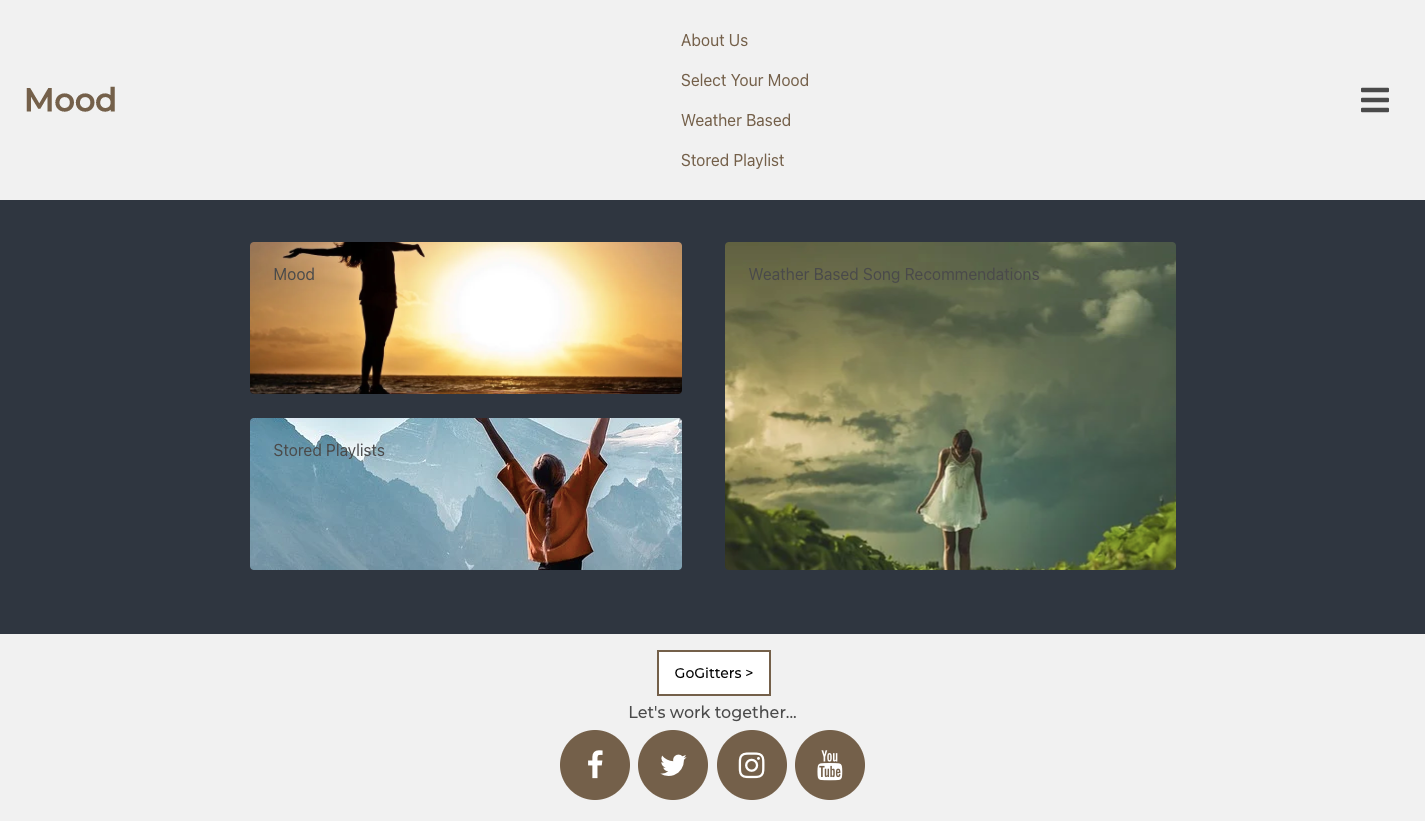 About Us
Select Your Mood
Mood
Weather Based
Stored Playlist
Mood
Weather Based Song Recommendations
Stored Playlists
GoGitters >
Let's work together...
You
Tube